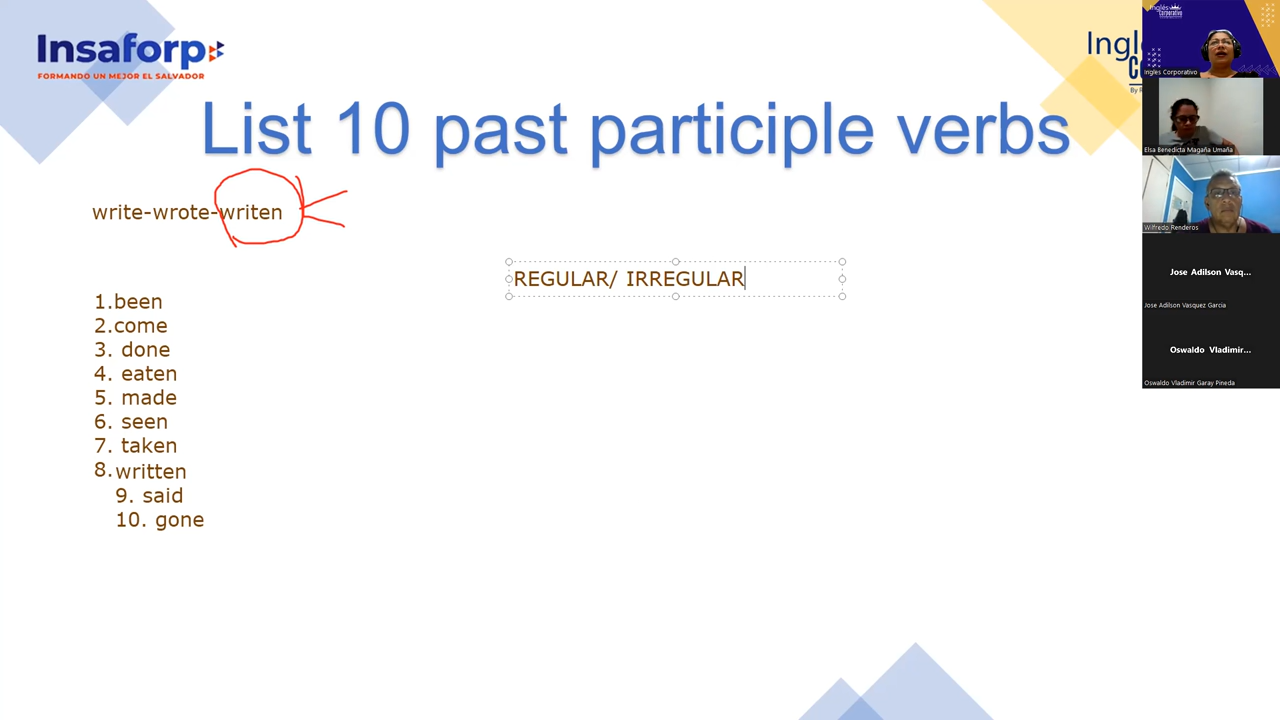 Insaforp
FORMANDO UN MEJOR EL SALVADOR
List 10 past participle verbs
write-wrote-writen
REGULAR/ IRREGULAR
1.been
2.come
3. done
4. eaten
5. made
6. seen
7. taken
8.written
9. said
10. gone
Inglés Corporativo
Elsa Benedicta Magaña Umaña
Wilfredo Renderos
Jose Adilson Vasq...
Jose Adilson Vasquez Garcia
Oswaldo Vladimir...
Oswaldo Vladimir Garay Pineda